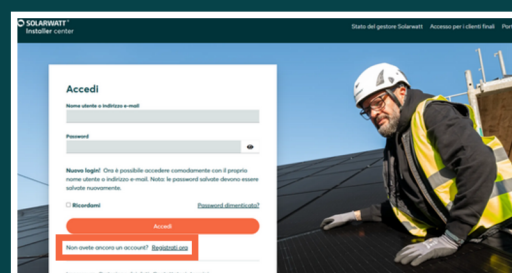 SOLARWATT®
Installer center
Stato del gestore Solarwatt Accesso per i clienti finali
Accedi
Nome utente o indirizzo e-mail
Password
Nuovo login! Ora è possibile accedere comodamente con il proprio
nome utente o indirizzo e-mail. Nota: le password salvate devono essere
salvate nuovamente.
Ricordami Password dimenticata?
Accedi
Non avete ancora un account? Registrati ora